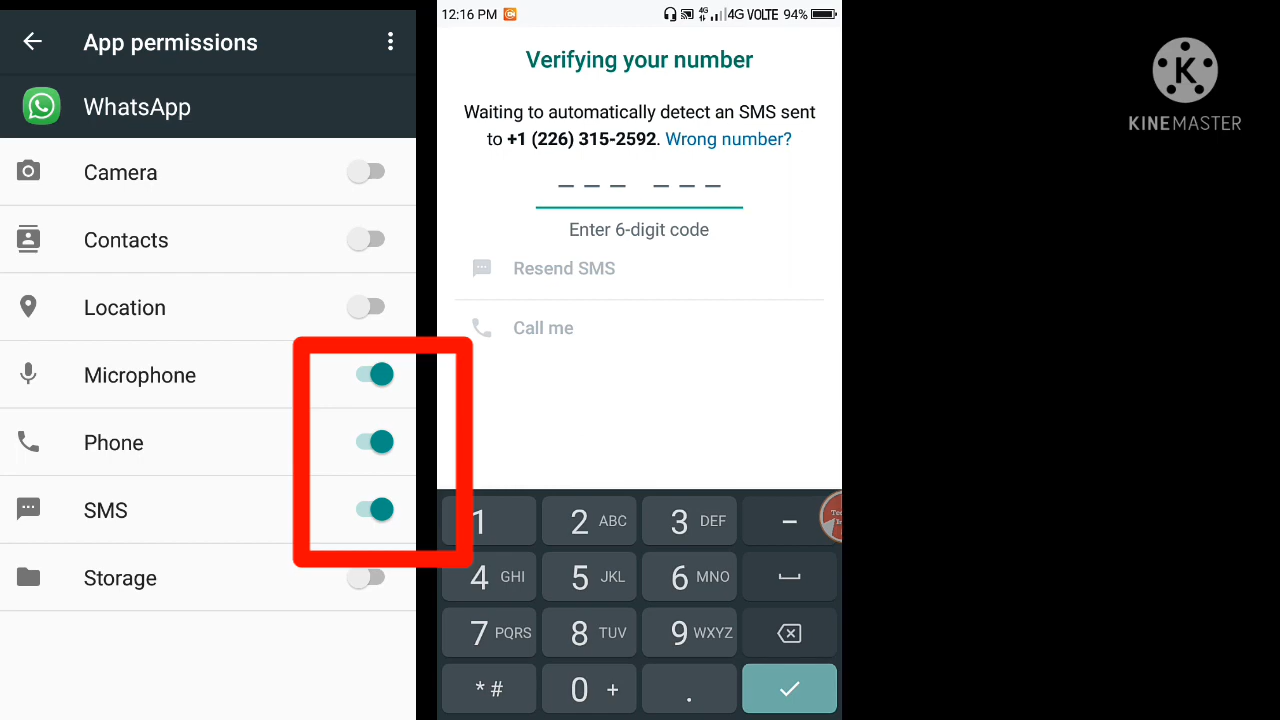 App permissions
WhatsApp
Camera
Contacts
Location
Microphone
Phone
SMS
Storage
12:16 PM 4G 4G VOLTE 94%
Verifying your number
Waiting to automatically detect an SMS sent
to +1 (226) 315-2592. Wrong number?
Enter 6-digit code
Resend SMS
Call me
1 2 ABC 3 DEF –
4 GHI 5 JKL 6 MNO
7 PQRS 8 TUV 9 WXYZ
* # 0 + .
K
KINEMASTER